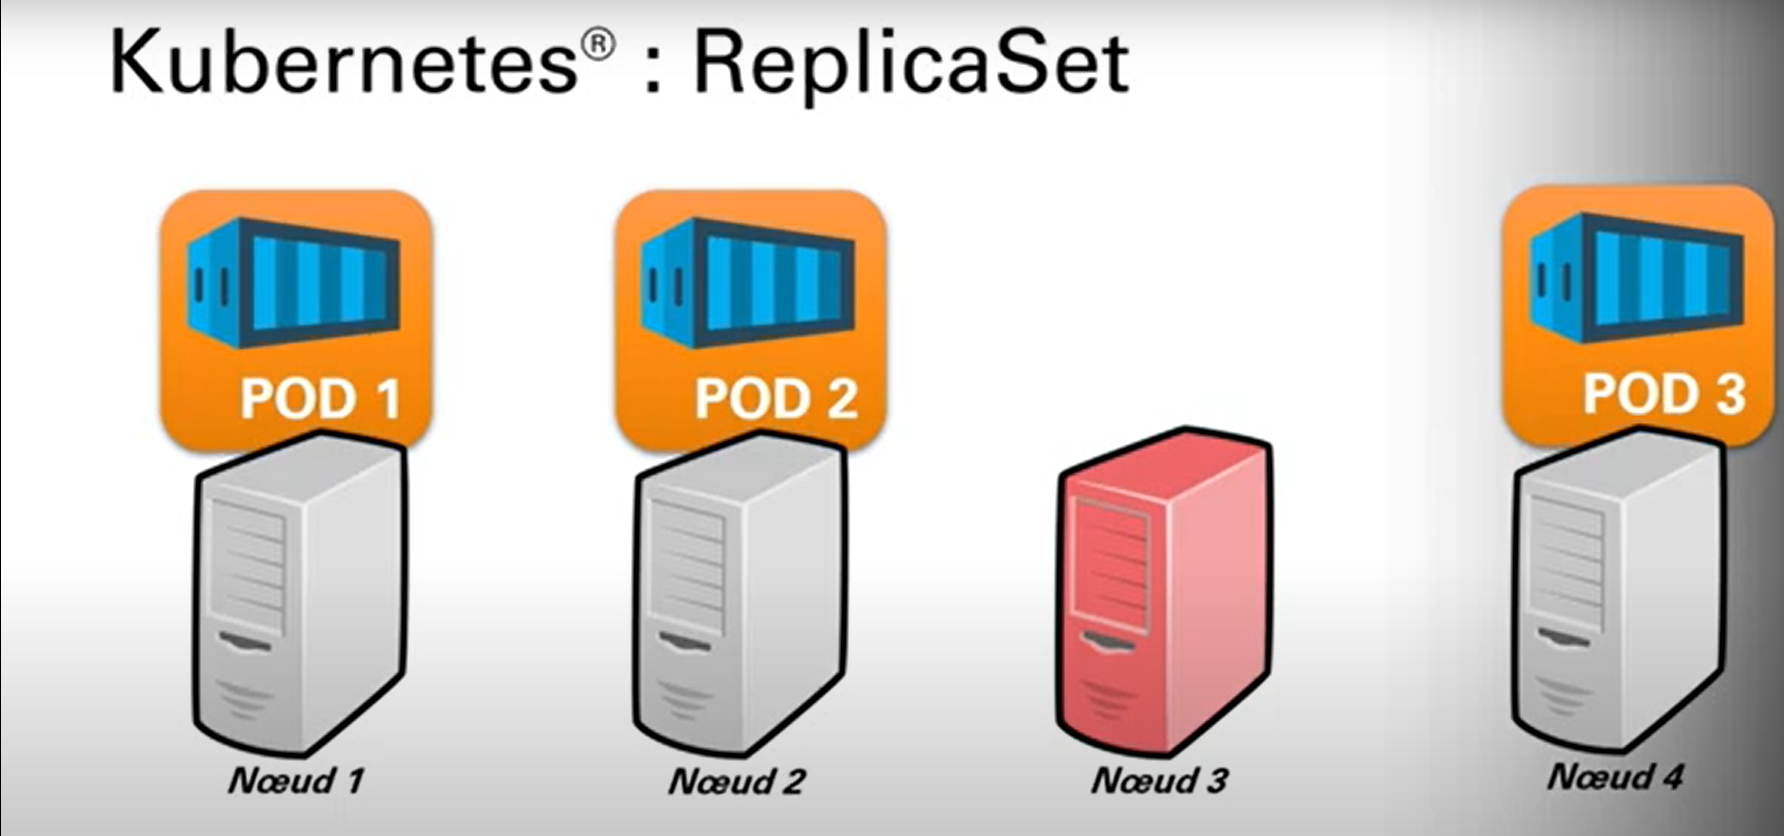 Kubernetes® : ReplicaSet
POD 1
POD 2
POD 3
Nœud 1
Nœud 2
Nœud 3
Nœud 4